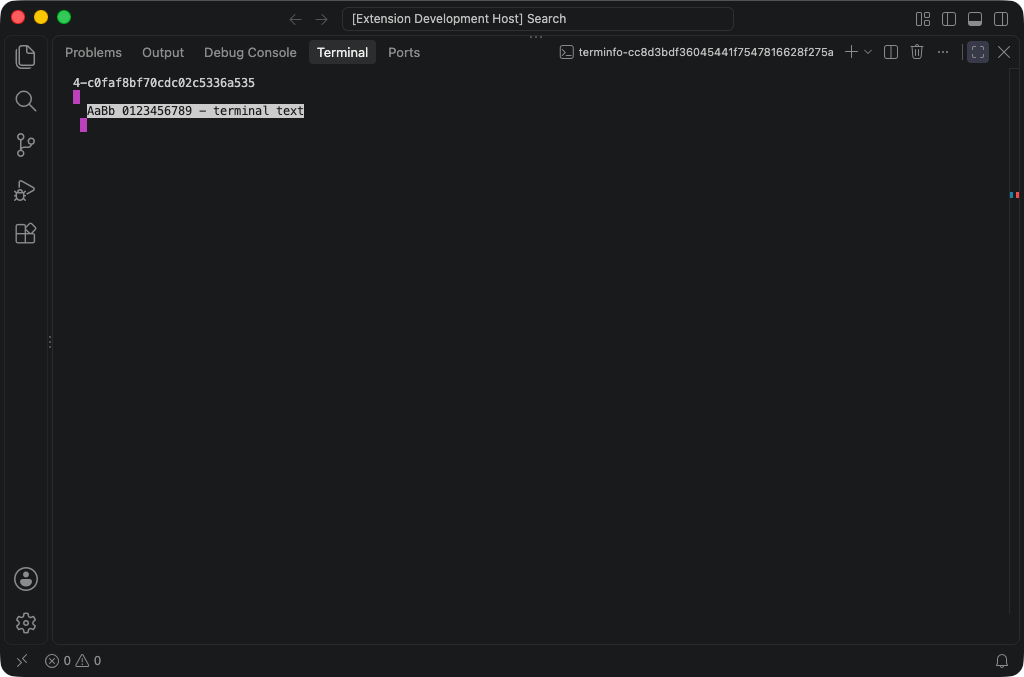 [Extension Development Host] Search
Problems Output Debug Console Terminal Ports terminfo-cc8d3bdf36045441f7547816628f275a
4-c0faf8bf70cdc02c5336a535
AaBb 0123456789 - terminal text
0 0